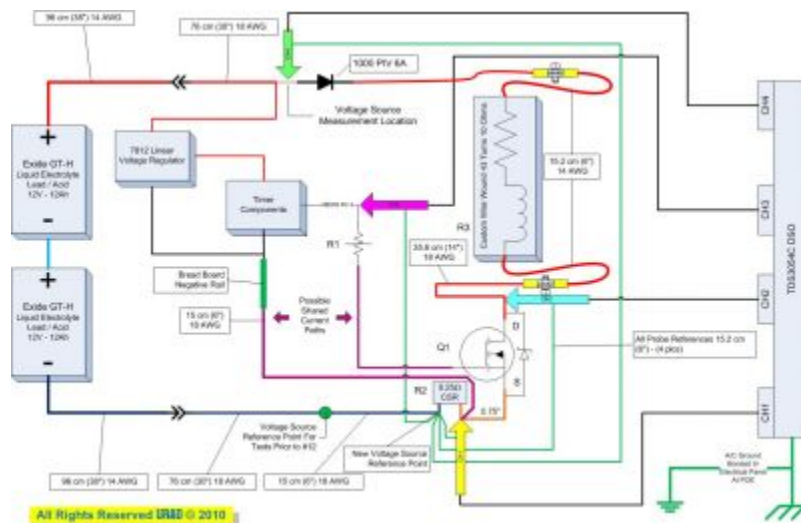 96 cm (38") 14 AWG
76 cm (30") 18 AWG
1000 PIV 6A
Voltage Source
Measurement Location
+
Exide GT-H
Liquid Electrolyte
Lead / Acid
12V - 12Ah
-
7812 Linear
Voltage Regulator
Timer
Components
R1
Custom Wire Wound 43 Turns 10 Ohms
R3
15.2 cm (6")
14 AWG
35.6 cm (14")
18 AWG
CH4
CH3
CH2
CH1
TDS3054C DSO
Bread Board
Negative Rail
15 cm (6")
18 AWG
Possible
Shared
Current
Paths
+
Exide GT-H
Liquid Electrolyte
Lead / Acid
12V - 12Ah
-
Q1
D
S
All Probe References 15.2 cm
(6") - (4 plcs)
R2
0.25Ω
CSR
0.75"
Voltage Source
Reference Point For
Tests Prior to #12
New Voltage Source
Reference Point
96 cm (38") 14 AWG
76 cm (30") 18 AWG
15 cm (6") 18 AWG
A/C Ground
Bonded In
Electrical Panel
At POE
All Rights Reserved © 2010